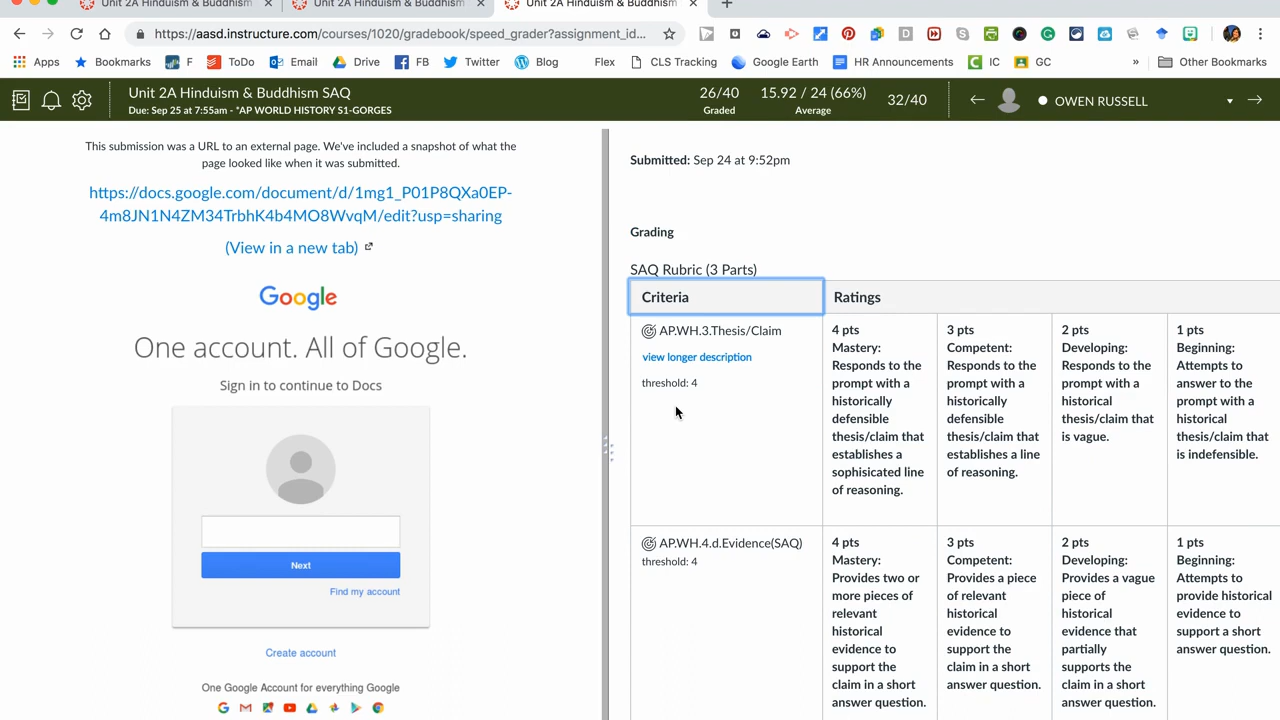 Unit 2A Hinduism & Buddhism
Unit 2A Hinduism & Buddhism
Unit 2A Hinduism & Buddhism
https://aasd.instructure.com/courses/1020/gradebook/speed_grader?assignment_id...
Apps Bookmarks F ToDo Email Drive FB Twitter Blog Flex CLS Tracking Google Earth HR Announcements IC GC » Other Bookmarks
Unit 2A Hinduism & Buddhism SAQ
Due: Sep 25 at 7:55am - *AP WORLD HISTORY S1-GORGES
26/40
Graded
15.92 / 24 (66%)
Average
32/40
OWEN RUSSELL
This submission was a URL to an external page. We've included a snapshot of what the
page looked like when it was submitted.
https://docs.google.com/document/d/1mg1_P01P8QXa0EP-
4m8JN1N4ZM34TrbhK4b4MO8WvqM/edit?usp=sharing
(View in a new tab)
Google
One account. All of Google.
Sign in to continue to Docs
Next
Find my account
Create account
One Google Account for everything Google
Submitted: Sep 24 at 9:52pm
Grading
SAQ Rubric (3 Parts)
Criteria
Ratings
AP.WH.3.Thesis/Claim
view longer description
threshold: 4
4 pts
Mastery:
Responds to the
prompt with a
historically
defensible
thesis/claim that
establishes a
sophisicated line
of reasoning.
3 pts
Competent:
Responds to the
prompt with a
historically
defensible
thesis/claim that
establishes a line
of reasoning.
2 pts
Developing:
Responds to the
prompt with a
historical
thesis/claim that
is vague.
1 pts
Beginning:
Attempts to
answer to the
prompt with a
historical
thesis/claim that
is indefensible.
AP.WH.4.d.Evidence(SAQ)
threshold: 4
4 pts
Mastery:
Provides two or
more pieces of
relevant
historical
evidence to
support the
claim in a short
answer question.
3 pts
Competent:
Provides a piece
of relevant
historical
evidence to
support the
claim in a short
answer question.
2 pts
Developing:
Provides a vague
piece of
historical
evidence that
partially
supports the
claim in a short
answer question.
1 pts
Beginning:
Attempts to
provide historical
evidence to
support a short
answer question.